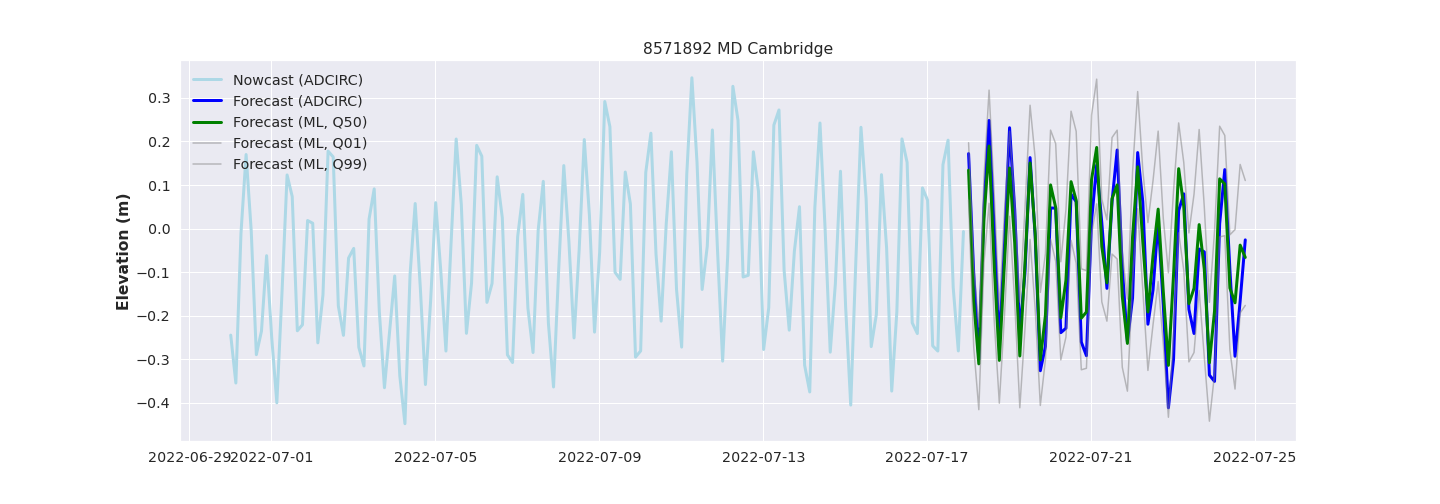 8571892 MD Cambridge
Nowcast (ADCIRC)
Forecast (ADCIRC)
Forecast (ML, Q50)
Forecast (ML, Q01)
Forecast (ML, Q99)
Elevation (m)
0.3
0.2
0.1
0.0
−0.1
−0.2
−0.3
−0.4
2022-06-29 2022-07-01 2022-07-05 2022-07-09 2022-07-13 2022-07-17 2022-07-21 2022-07-25